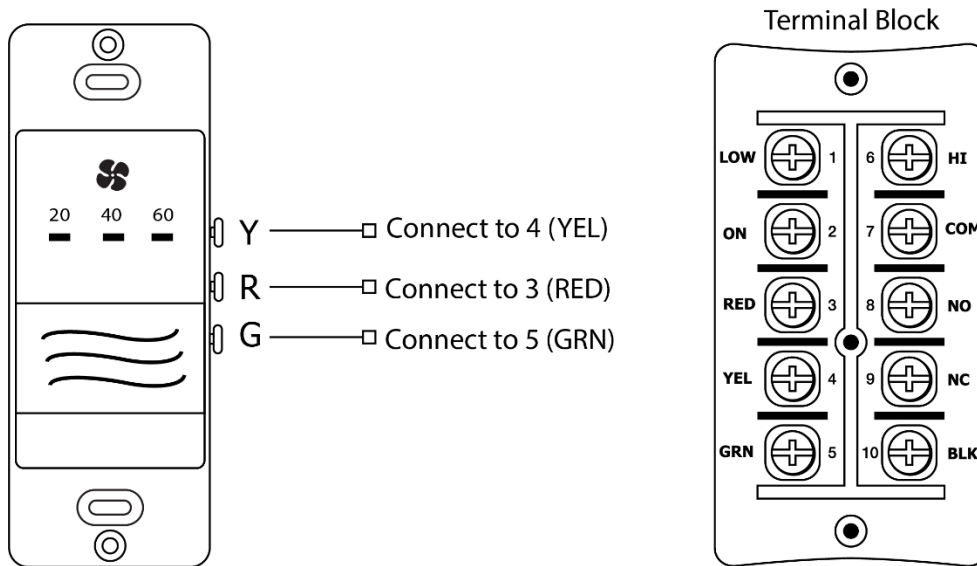 Terminal Block
20 40 60
Y Connect to 4 (YEL)
R Connect to 3 (RED)
G Connect to 5 (GRN)
LOW 1 6 HI
ON 2 7 COM
RED 3 8 NO
YEL 4 9 NC
GRN 5 10 BLK